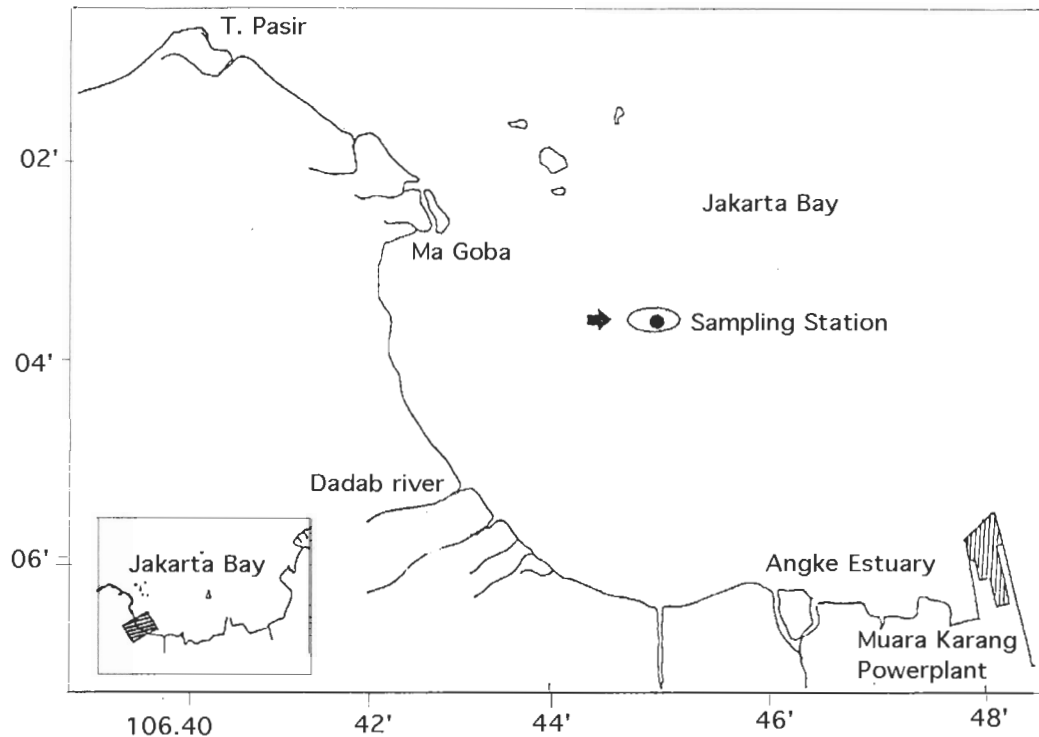 T. Pasir
02'
Jakarta Bay
Ma Goba
Sampling Station
04'
Dadab river
06'
Jakarta Bay
Angke Estuary
Muara Karang
Powerplant
106.40
42'
44'
46'
48'